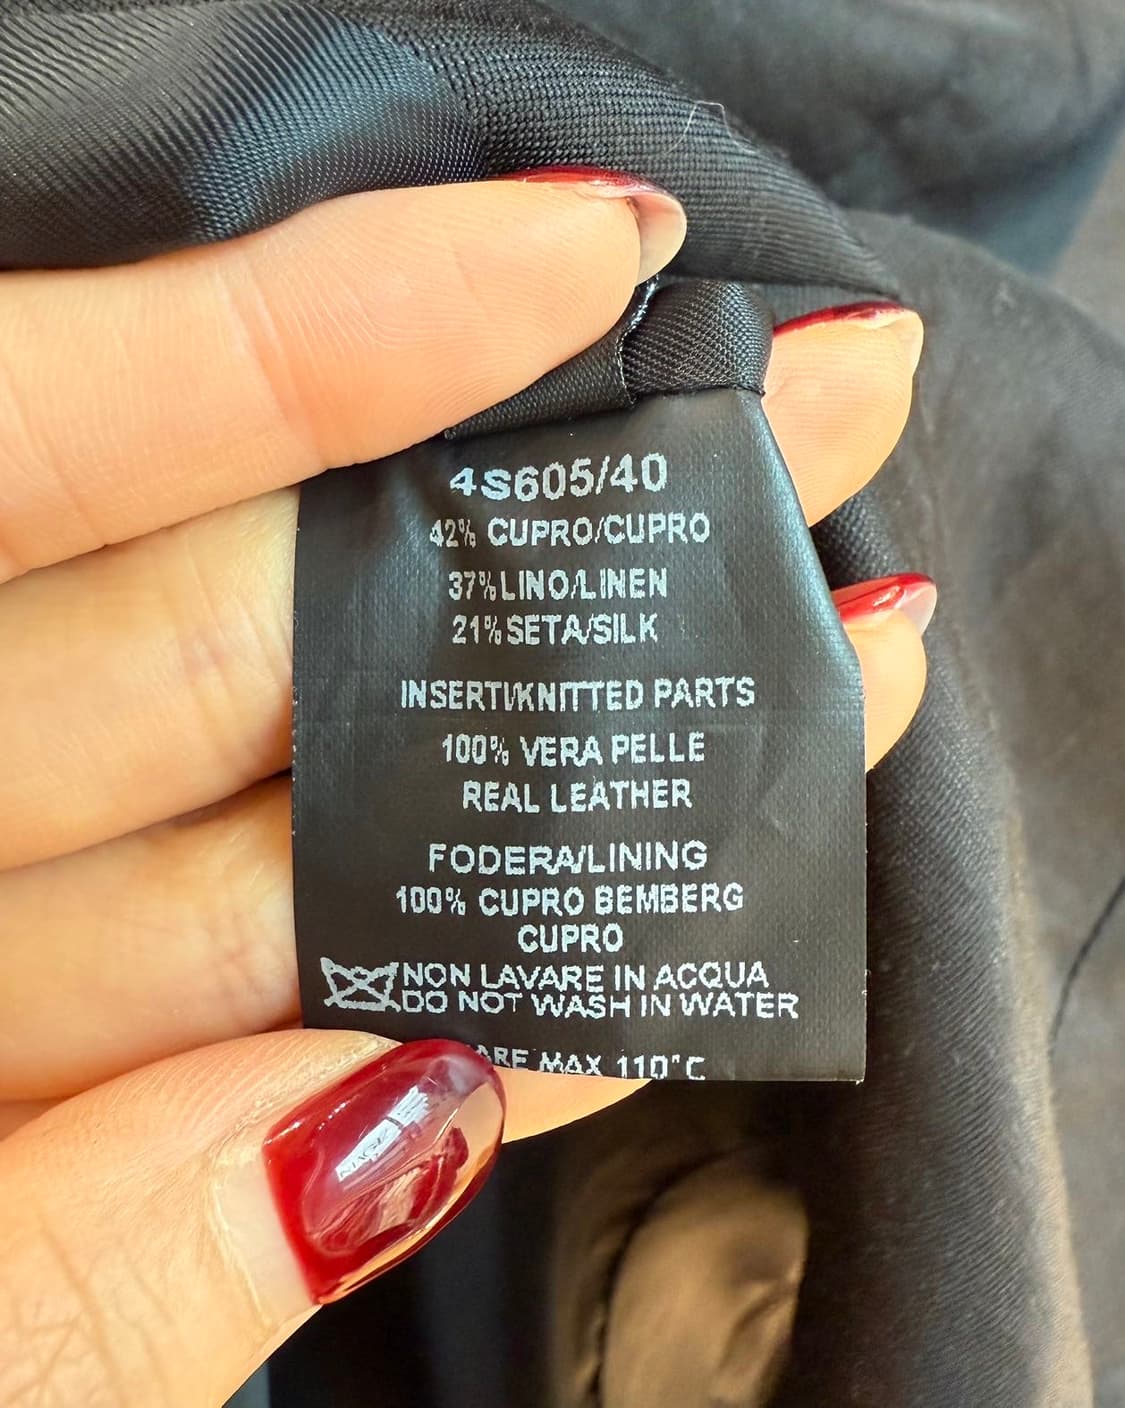 4S605/40
42% CUPRO/CUPRO
37%LINO/LINEN
21%SETA/SILK
INSERTI/KNITTED PARTS
100% VERA PELLE
REAL LEATHER
FODERA/LINING
100% CUPRO BEMBERG
CUPRO
NON LAVARE IN ACQUA
DO NOT WASH IN WATER
MAX 110°C